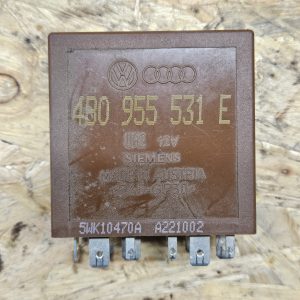 4B0 955 531 E
12V
SIEMENS
MADE IN AUSTRIA
5WK10470A A221002